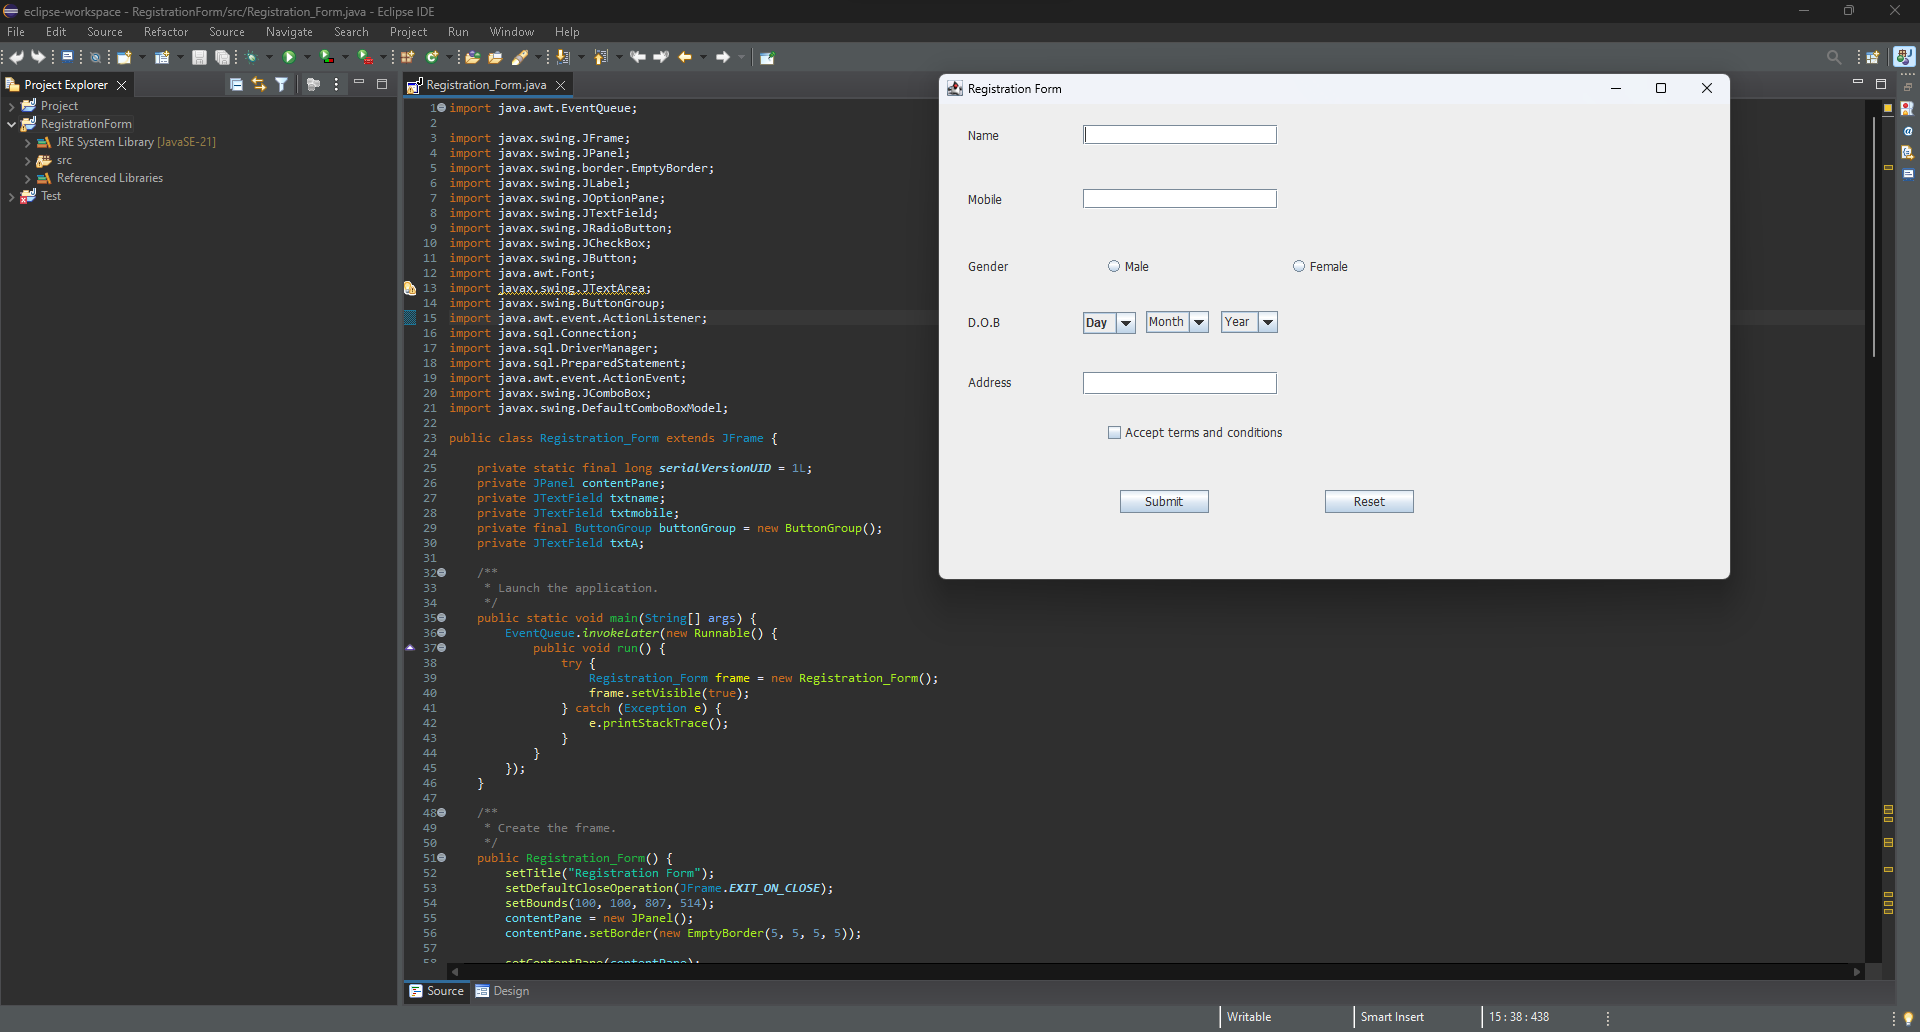 eclipse-workspace - RegistrationForm/src/Registration_Form.java - Eclipse IDE
File Edit Source Refactor Source Navigate Search Project Run Window Help
Project Explorer
Project
RegistrationForm
JRE System Library [JavaSE-21]
src
Referenced Libraries
Test
Registration_Form.java
1 import java.awt.EventQueue;
2
3 import javax.swing.JFrame;
4 import javax.swing.JPanel;
5 import javax.swing.border.EmptyBorder;
6 import javax.swing.JLabel;
7 import javax.swing.JOptionPane;
8 import javax.swing.JTextField;
9 import javax.swing.JRadioButton;
10 import javax.swing.JCheckBox;
11 import javax.swing.JButton;
12 import java.awt.Font;
13 import javax.swing.JTextArea;
14 import javax.swing.ButtonGroup;
15 import java.awt.event.ActionListener;
16 import java.sql.Connection;
17 import java.sql.DriverManager;
18 import java.sql.PreparedStatement;
19 import java.awt.event.ActionEvent;
20 import javax.swing.JComboBox;
21 import javax.swing.DefaultComboBoxModel;
22
23 public class Registration_Form extends JFrame {
24
25 private static final long serialVersionUID = 1L;
26 private JPanel contentPane;
27 private JTextField txtname;
28 private JTextField txtmobile;
29 private final ButtonGroup buttonGroup = new ButtonGroup();
30 private JTextField txtA;
31
32 /**
33 * Launch the application.
34 */
35 public static void main(String[] args) {
36 EventQueue.invokeLater(new Runnable() {
37 public void run() {
38 try {
39 Registration_Form frame = new Registration_Form();
40 frame.setVisible(true);
41 } catch (Exception e) {
42 e.printStackTrace();
43 }
44 }
45 });
46 }
47
48 /**
49 * Create the frame.
50 */
51 public Registration_Form() {
52 setTitle("Registration Form");
53 setDefaultCloseOperation(JFrame.EXIT_ON_CLOSE);
54 setBounds(100, 100, 807, 514);
55 contentPane = new JPanel();
56 contentPane.setBorder(new EmptyBorder(5, 5, 5, 5));
57
58 setContentPane(contentPane);
Registration Form
Name
Mobile
Gender Male Female
D.O.B Day Month Year
Address
Accept terms and conditions
Submit Reset
Source Design
Writable Smart Insert 15 : 38 : 438